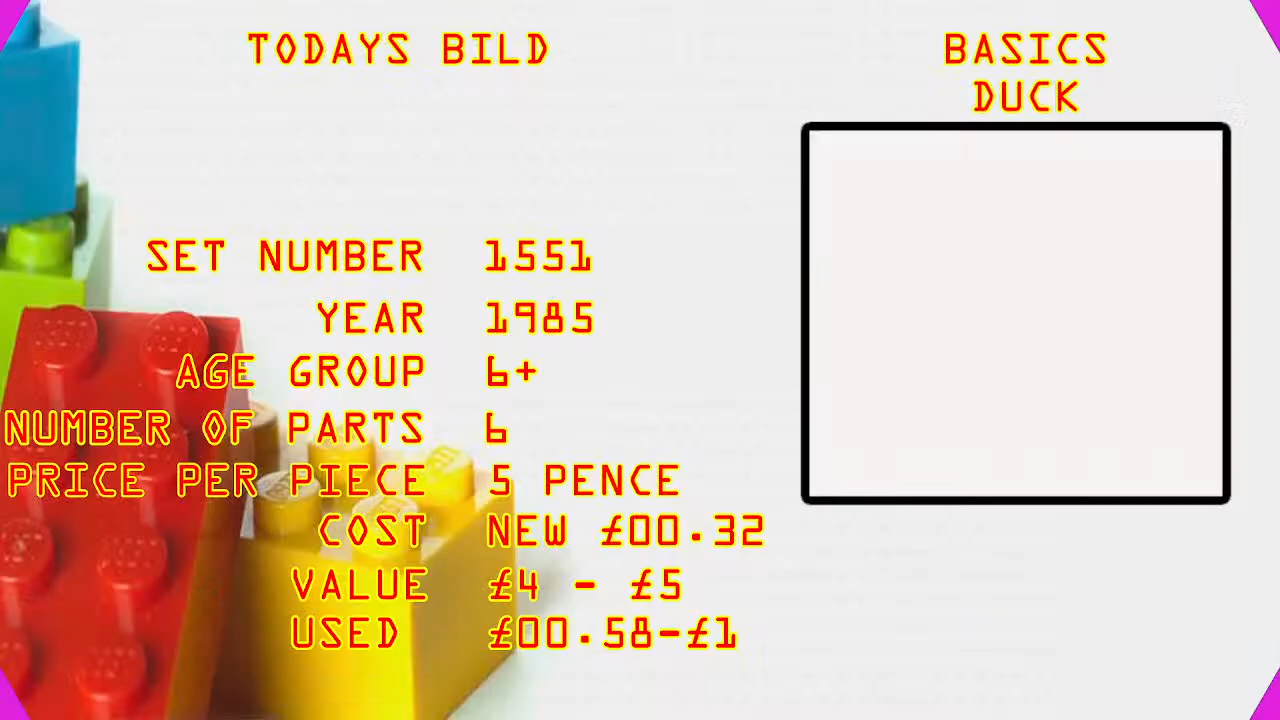 TODAYS BILD
BASICS
DUCK
SET NUMBER 1551
YEAR 1985
AGE GROUP 6+
NUMBER OF PARTS 6
PRICE PER PIECE 5 PENCE
COST NEW £00.32
VALUE £4 - £5
USED £00.58-£1